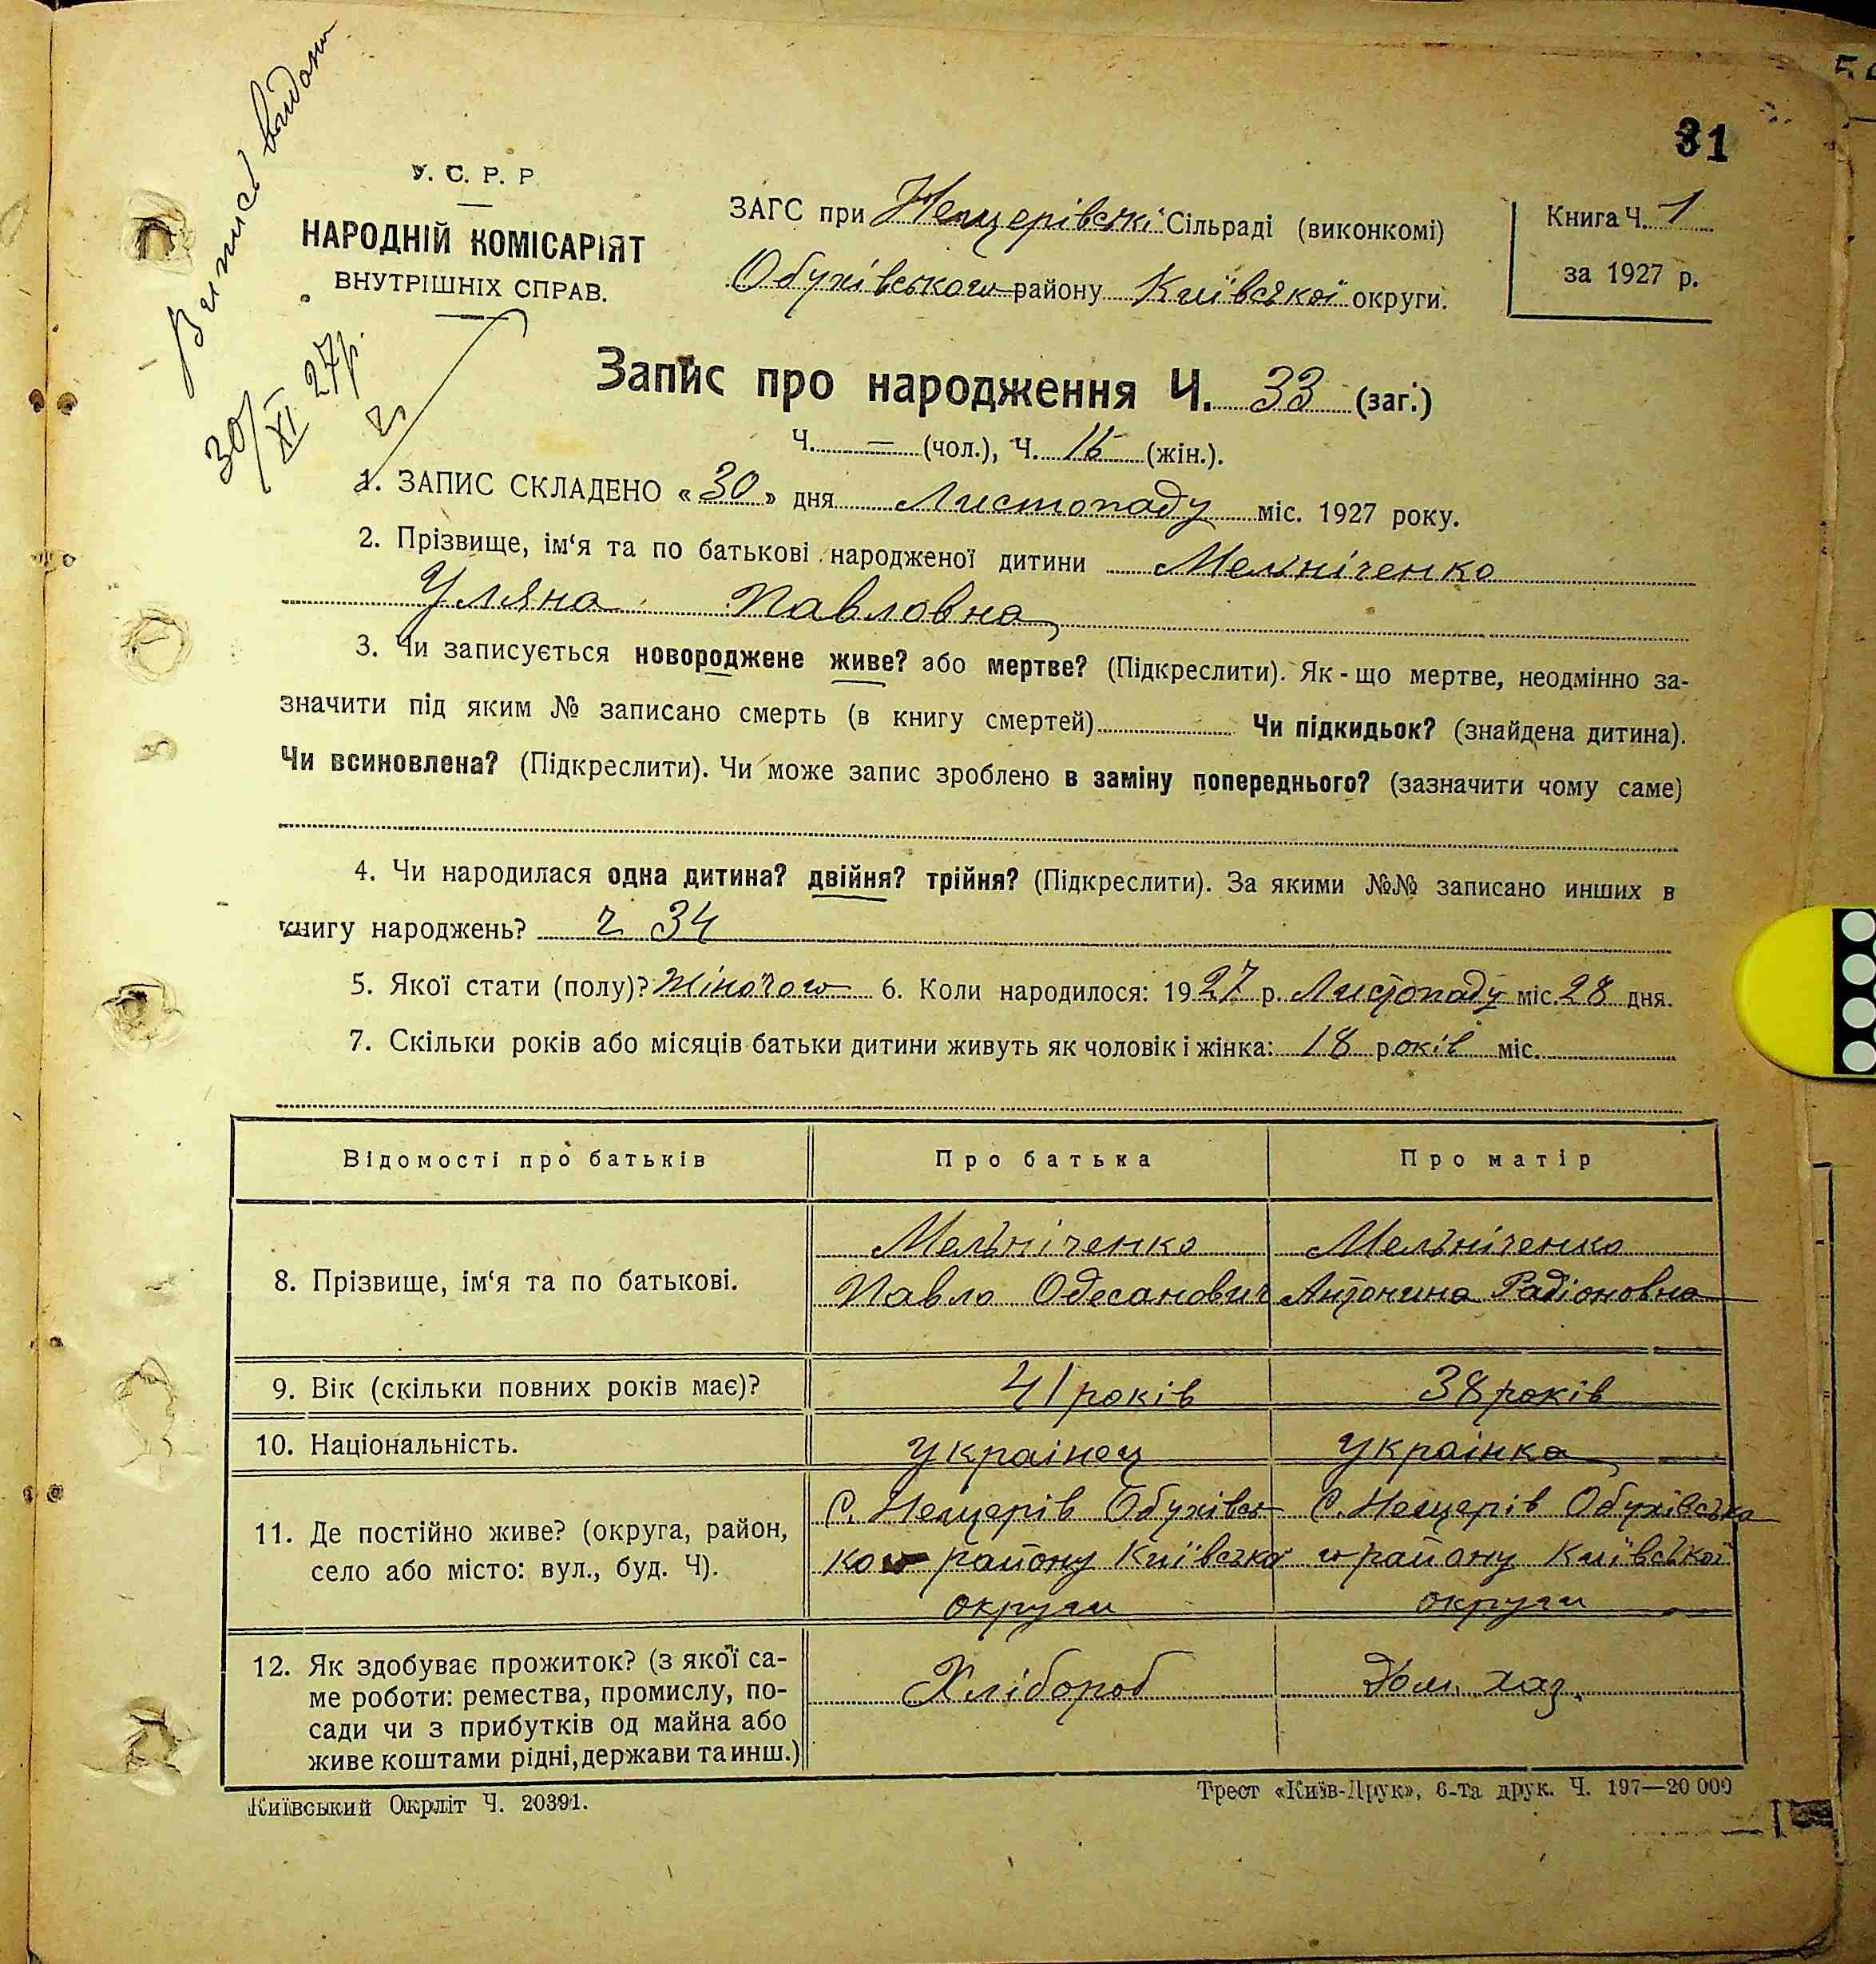 31
Випис видано
30/XI 27р.
У. С. Р. Р
НАРОДНІЙ КОМІСАРІЯТ
ВНУТРІШНІХ СПРАВ.
ЗАГС при Нещерівські Сільраді (виконкомі)
Обухівського району Київської округи.
Книга Ч. 1
за 1927 р.
Запис про народження Ч. 33 (заг.)
Ч. = (чол.), Ч. 16 (жін.).
1. ЗАПИС СКЛАДЕНО «30» дня Листопаду міс. 1927 року.
2. Прізвище, ім‘я та по батькові народженої дитини Мельніченко
Уляна Павловна
3. Чи записується новороджене живе? або мертве? (Підкреслити). Як-що мертве, неодмінно за-
значити під яким № записано смерть (в книгу смертей) Чи підкидьок? (знайдена дитина).
Чи всиновлена? (Підкреслити). Чи може запис зроблено в заміну попереднього? (зазначити чому саме)
4. Чи народилася одна дитина? двійня? трійня? (Підкреслити). За якими №№ записано инших в
книгу народжень? ч 34
5. Якої стати (полу)? Жіночого 6. Коли народилося: 1927 р. Листопаду міс. 28 дня.
7. Скільки років або місяців батьки дитини живуть як чоловік і жінка: 18 років міс.
Відомості про батьків Про батька Про матір
8. Прізвище, ім‘я та по батькові.
Мельніченко Мельніченко
Павло Одесанович Антонина Радіоновна
9. Вік (скільки повних років має)? 41 років 38 років
10. Національність. українец українка
11. Де постійно живе? (округа, район,
село або місто: вул., буд. Ч).
С. Нещерів Обухівсь С. Нещерів Обухівська
кого району Київсько го району Київської
округи округи
12. Як здобуває прожиток? (з якої са-
ме роботи: ремества, промислу, по-
сади чи з прибутків од майна або
живе коштами рідні, держави та инш.)
Хлібороб Дом. хаз.
Київський Окрліт Ч. 20391.
Трест «Київ-Друк», 6-та друк. Ч. 197—20 000